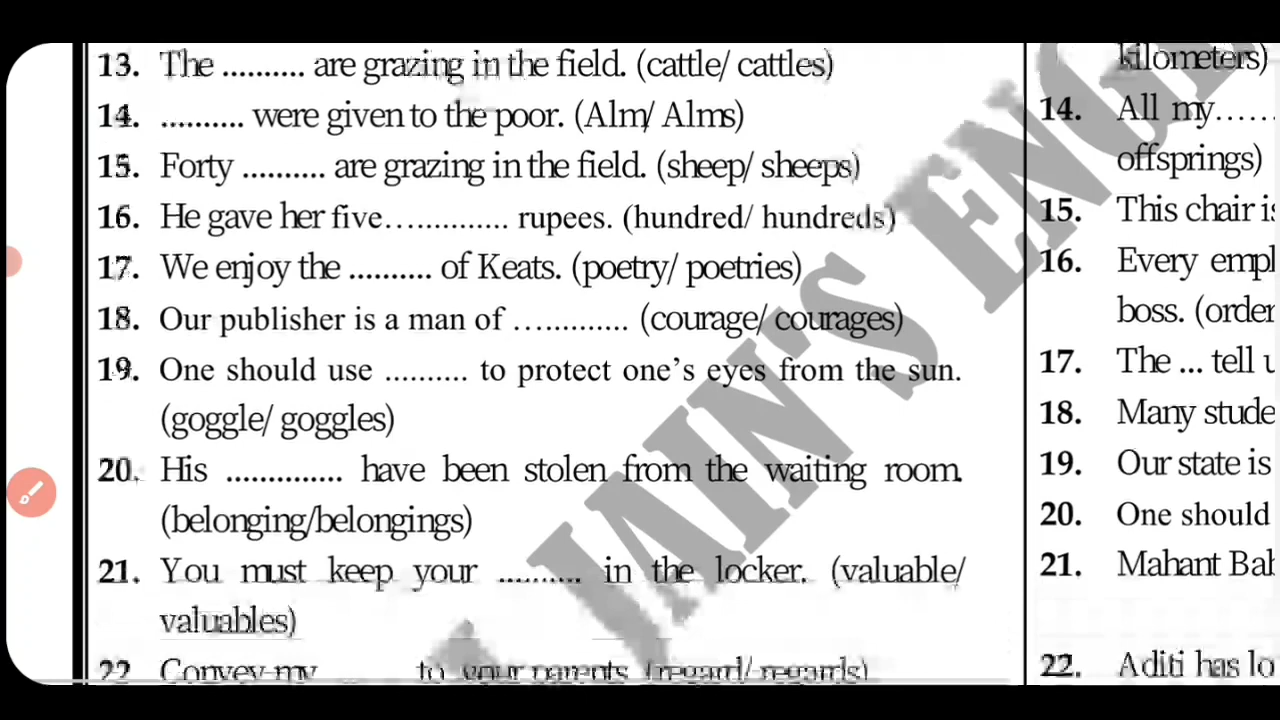 13. The .......... are grazing in the field. (cattle/ cattles)
14. .......... were given to the poor. (Alm/ Alms)
15. Forty .......... are grazing in the field. (sheep/ sheeps)
16. He gave her five…........... rupees. (hundred/ hundreds)
17. We enjoy the .......... of Keats. (poetry/ poetries)
18. Our publisher is a man of …........... (courage/ courages)
19. One should use .......... to protect one’s eyes from the sun.
(goggle/ goggles)
20. His .............. have been stolen from the waiting room.
(belonging/belongings)
21. You must keep your .......... in the locker. (valuable/
valuables)
22. Convey my to your parents. (regard/ regards)
kilometers)
14. All my……
offsprings)
15. This chair is
16. Every empl
boss. (order
17. The ... tell u
18. Many stude
19. Our state is
20. One should
21. Mahant Bab
22. Aditi has lo
JAIN'S ENG